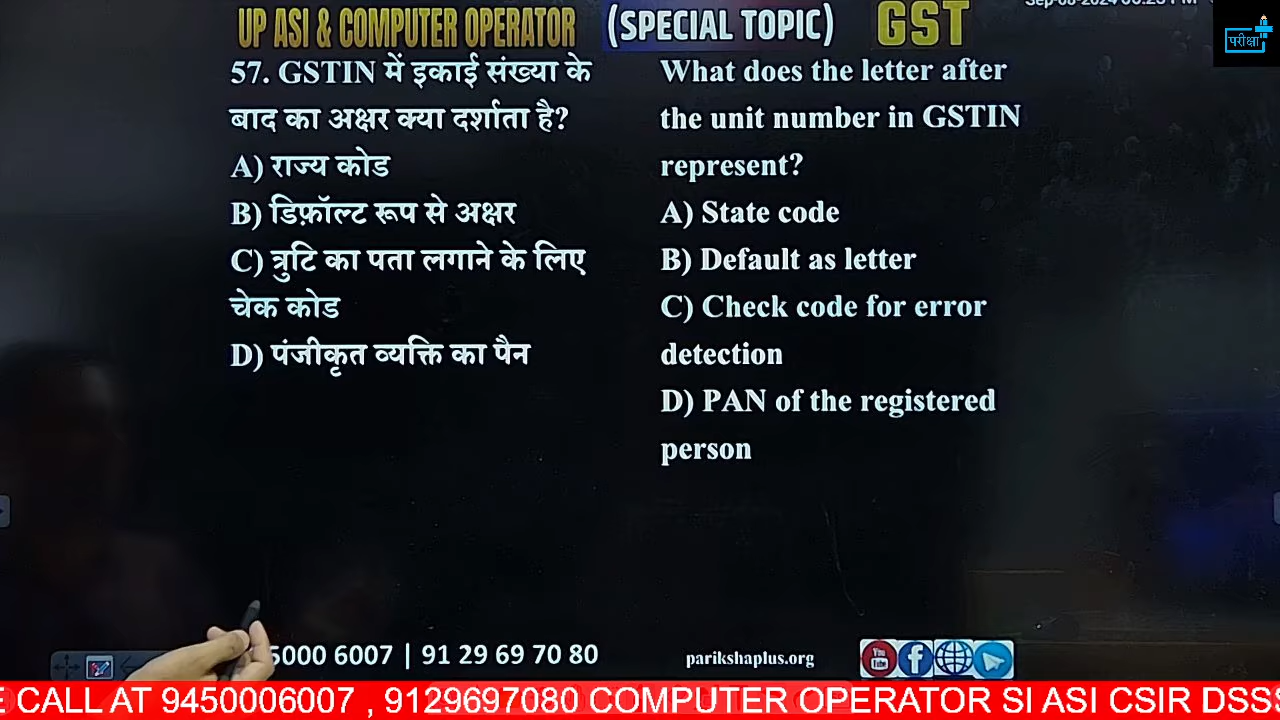 UP ASI & COMPUTER OPERATOR (SPECIAL TOPIC) GST
परीक्षा
57. GSTIN में इकाई संख्या के
बाद का अक्षर क्या दर्शाता है?
A) राज्य कोड
B) डिफ़ॉल्ट रूप से अक्षर
C) त्रुटि का पता लगाने के लिए
चेक कोड
D) पंजीकृत व्यक्ति का पैन
What does the letter after
the unit number in GSTIN
represent?
A) State code
B) Default as letter
C) Check code for error
detection
D) PAN of the registered
person
5000 6007 | 91 29 69 70 80
parikshaplus.org
You
Tube
CALL AT 9450006007 , 9129697080 COMPUTER OPERATOR SI ASI CSIR DSSS